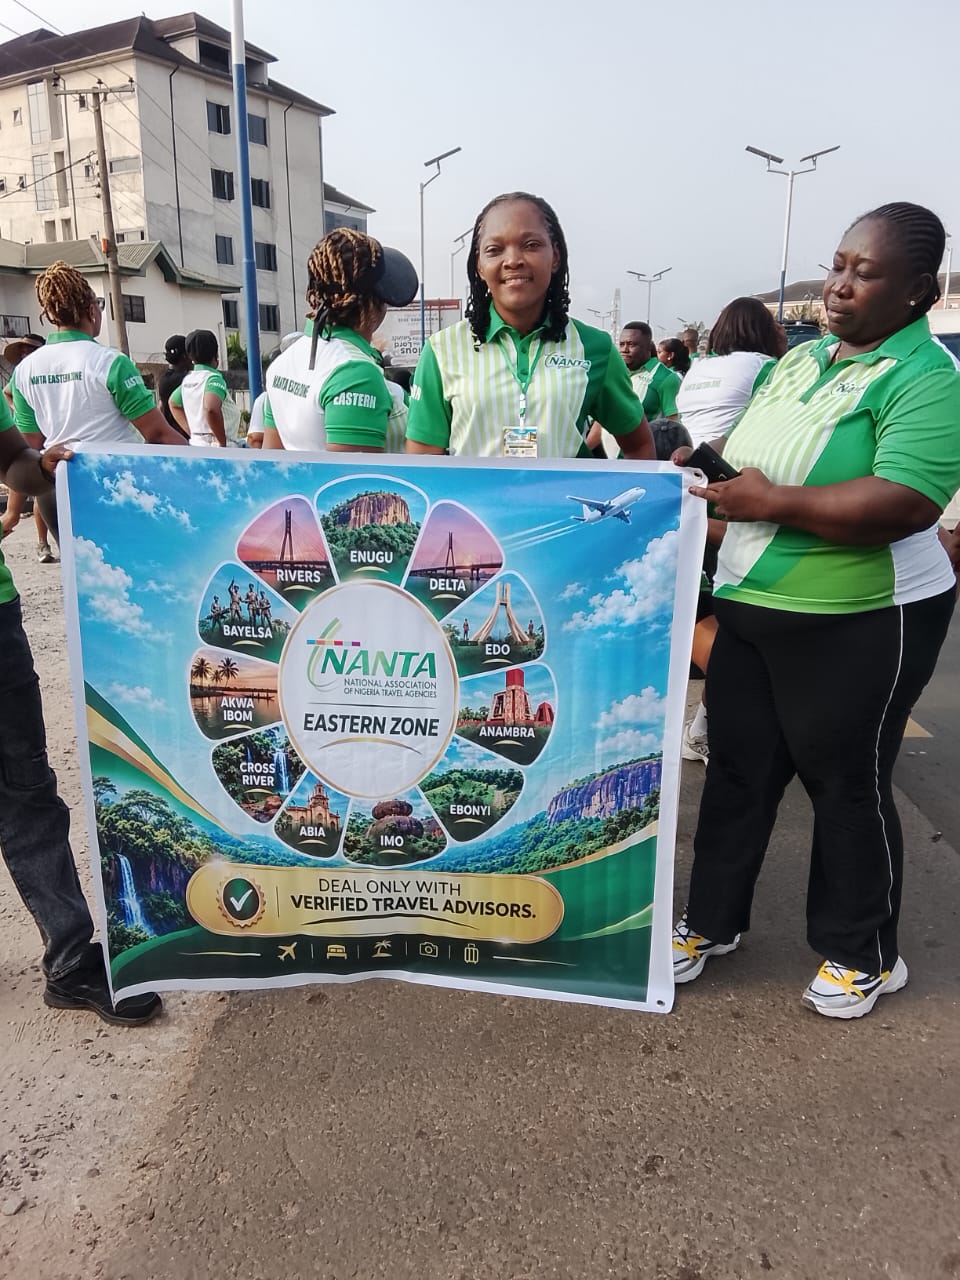 NANTA EASTERN ZONE
EASTERN
NANTA EASTERN ZONE
EASTERN
NANTA
ENUGU
RIVERS
DELTA
BAYELSA
EDO
AKWA
IBOM
ANAMBRA
CROSS
RIVER
EBONYI
ABIA
IMO
NANTA
NATIONAL ASSOCIATION
OF NIGERIA TRAVEL AGENCIES
EASTERN ZONE
DEAL ONLY WITH
VERIFIED TRAVEL ADVISORS.